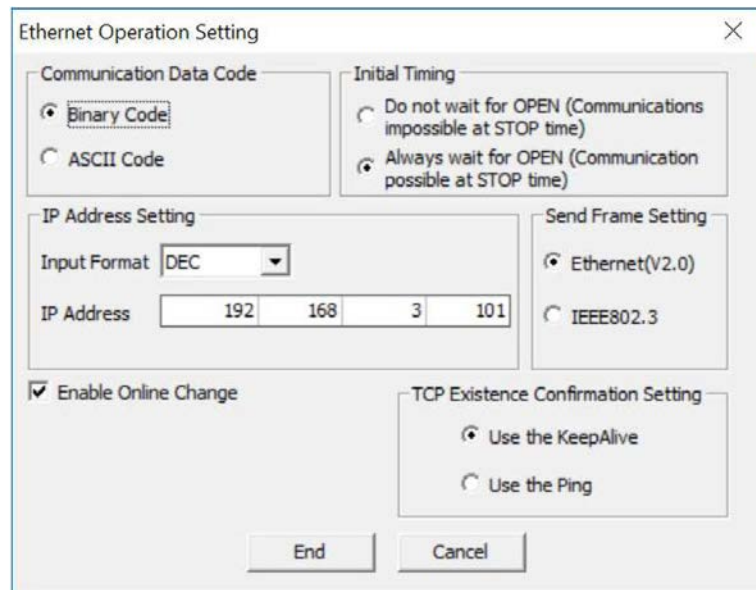 Ethernet Operation Setting
Communication Data Code
Binary Code
ASCII Code
Initial Timing
Do not wait for OPEN (Communications
impossible at STOP time)
Always wait for OPEN (Communication
possible at STOP time)
IP Address Setting
Input Format DEC
IP Address 192 168 3 101
Send Frame Setting
Ethernet(V2.0)
IEEE802.3
Enable Online Change
TCP Existence Confirmation Setting
Use the KeepAlive
Use the Ping
End Cancel